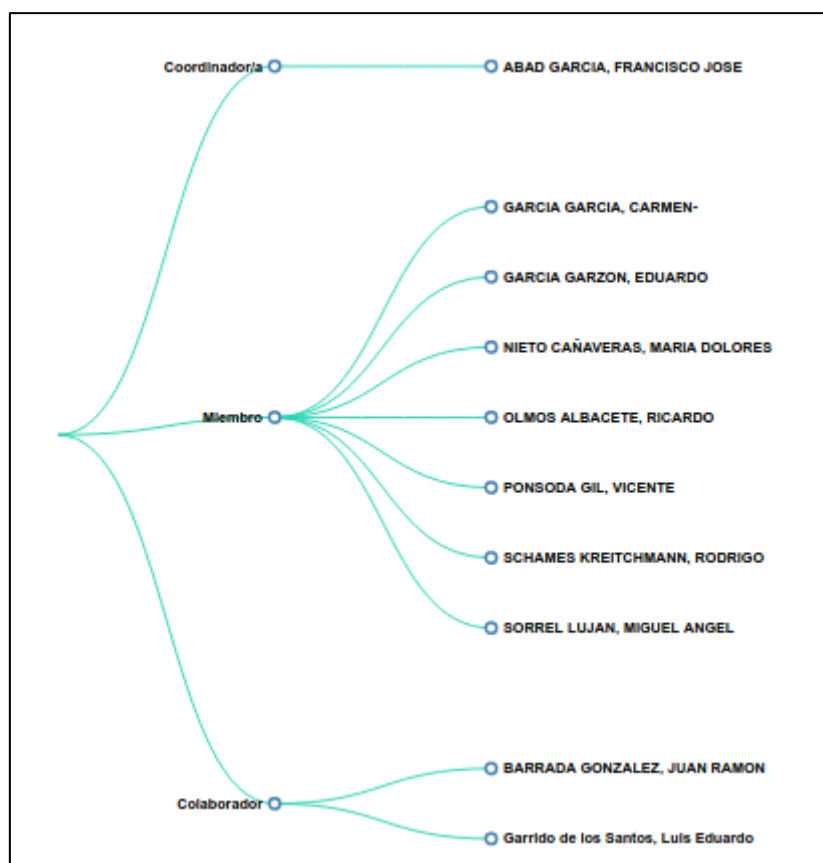 Coordinador/a
ABAD GARCIA, FRANCISCO JOSE
GARCIA GARCIA, CARMEN-
GARCIA GARZON, EDUARDO
NIETO CAÑAVERAS, MARIA DOLORES
Miembro
OLMOS ALBACETE, RICARDO
PONSODA GIL, VICENTE
SCHAMES KREITCHMANN, RODRIGO
SORREL LUJAN, MIGUEL ANGEL
BARRADA GONZALEZ, JUAN RAMON
Colaborador
Garrido de los Santos, Luis Eduardo